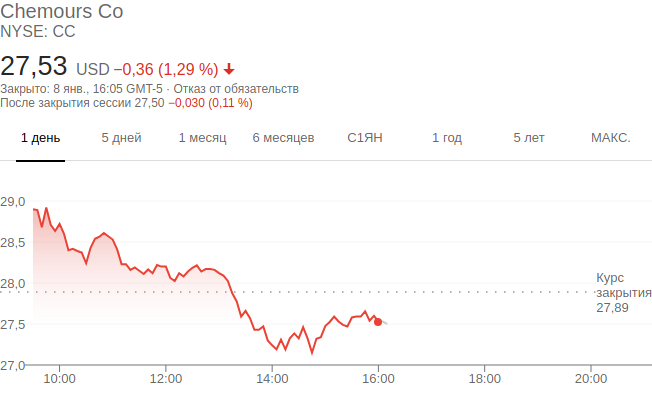 Chemours Co
NYSE: CC
27,53 USD −0,36 (1,29 %)
Закрыто: 8 янв., 16:05 GMT-5 · Отказ от обязательств
После закрытия сессии 27,50 −0,030 (0,11 %)
1 день 5 дней 1 месяц 6 месяцев С1ЯН 1 год 5 лет МАКС.
29,0
28,5
28,0
Курс
закрытия
27,89
27,5
27,0
10:00 12:00 14:00 16:00 18:00 20:00